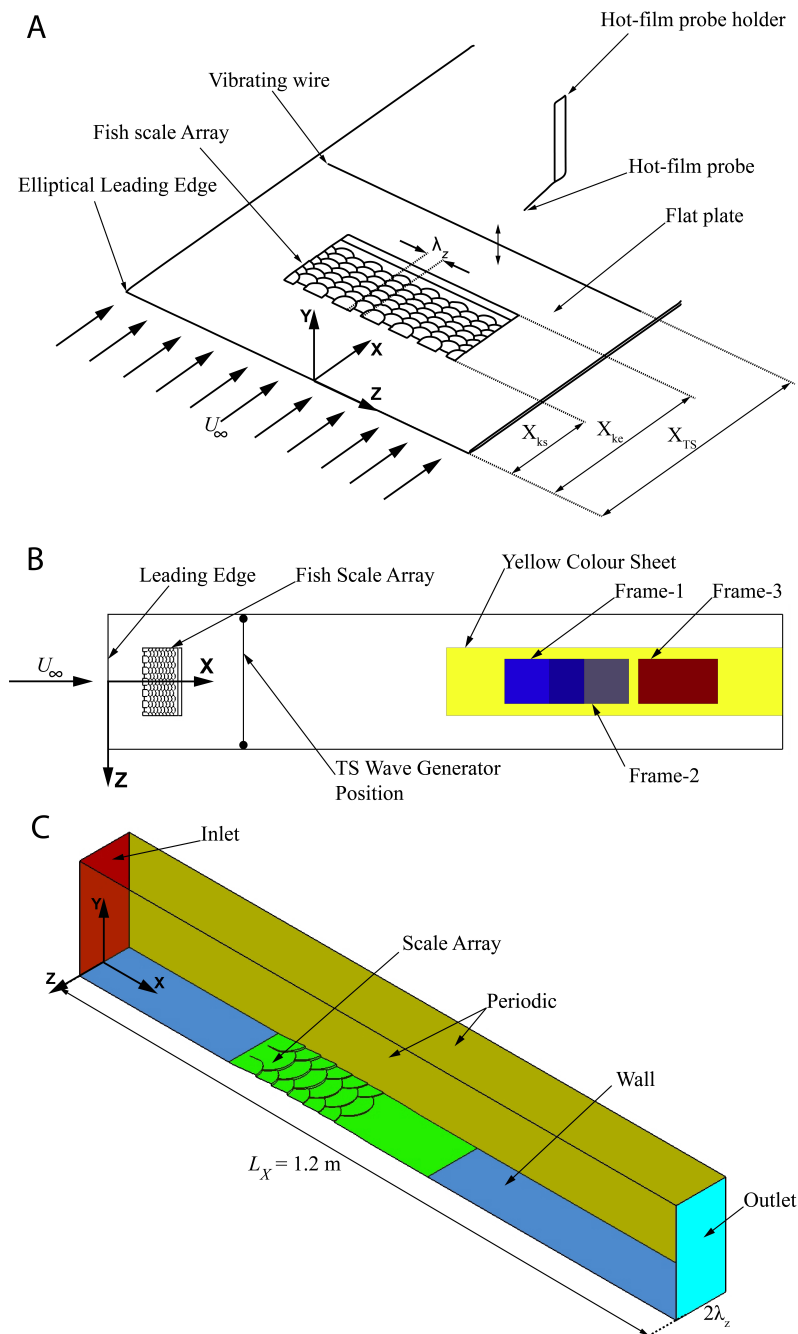 A
Hot-film probe holder
Vibrating wire
Fish scale Array
Hot-film probe
Elliptical Leading Edge
Flat plate
λz
Y
X
Z
U∞
Xks
Xke
XTS
B
Yellow Colour Sheet
Leading Edge
Fish Scale Array
Frame-1
Frame-3
U∞
X
Z
TS Wave Generator
Position
Frame-2
C
Inlet
Y
Scale Array
Z
X
Periodic
Wall
LX = 1.2 m
Outlet
2λz